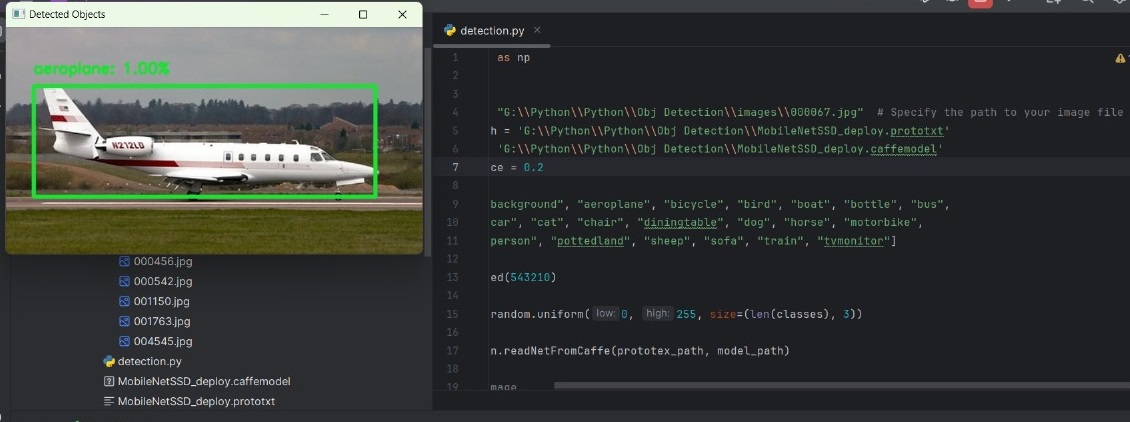 Detected Objects
aeroplane: 1.00%
N212LD
000456.jpg
000542.jpg
001150.jpg
001763.jpg
004545.jpg
detection.py
MobileNetSSD_deploy.caffemodel
MobileNetSSD_deploy.prototxt
detection.py
1 as np
2
3
4 "G:\\Python\\Python\\Obj Detection\\images\\000067.jpg" # Specify the path to your image file
5 h = 'G:\\Python\\Python\\Obj Detection\\MobileNetSSD_deploy.prototxt'
6 'G:\\Python\\Python\\Obj Detection\\MobileNetSSD_deploy.caffemodel'
7 ce = 0.2
8
9 background", "aeroplane", "bicycle", "bird", "boat", "bottle", "bus",
10 car", "cat", "chair", "diningtable", "dog", "horse", "motorbike",
11 person", "pottedland", "sheep", "sofa", "train", "tvmonitor"]
12
13 ed(543210)
14
15 random.uniform( low: 0, high: 255, size=(len(classes), 3))
16
17 n.readNetFromCaffe(prototex_path, model_path)
18
19 mage